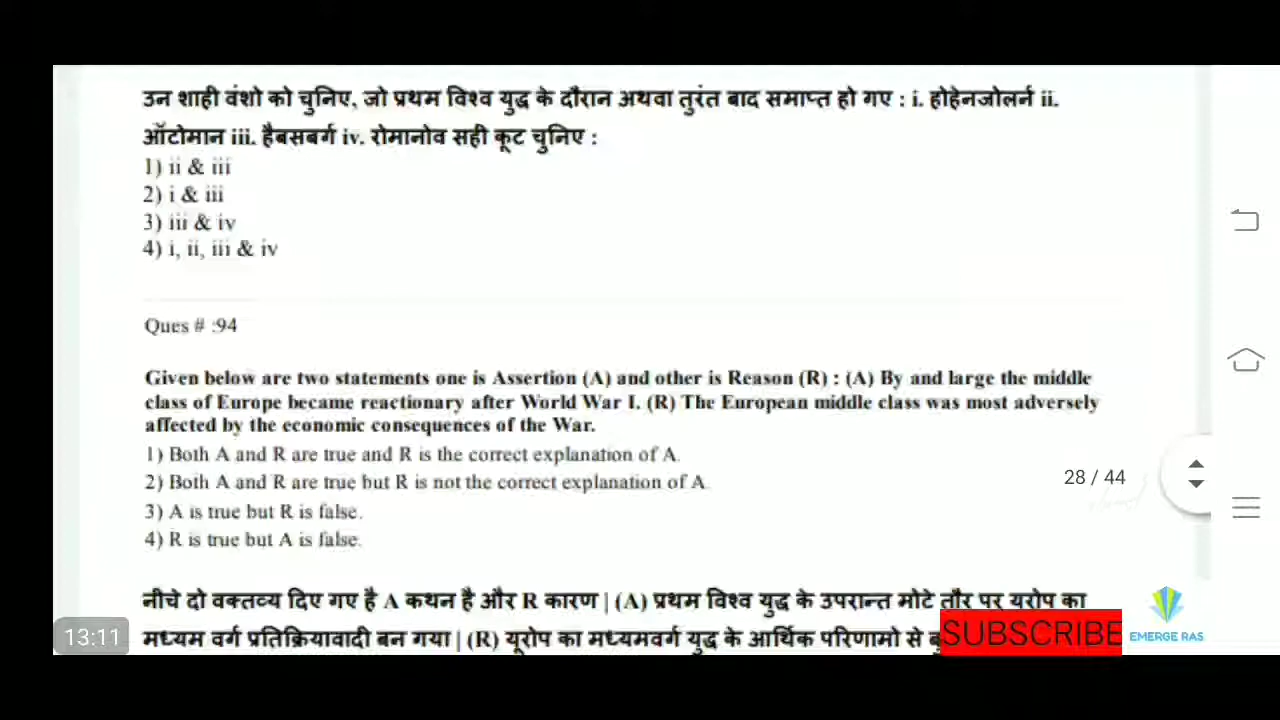 उन शाही वंशो को चुनिए, जो प्रथम विश्व युद्ध के दौरान अथवा तुरंत बाद समाप्त हो गए : i. होहेनजोलर्न ii.
ऑटोमान iii. हैबसबर्ग iv. रोमानोव सही कूट चुनिए :
1) ii & iii
2) i & iii
3) iii & iv
4) i, ii, iii & iv
Ques # :94
Given below are two statements one is Assertion (A) and other is Reason (R) : (A) By and large the middle
class of Europe became reactionary after World War I. (R) The European middle class was most adversely
affected by the economic consequences of the War.
1) Both A and R are true and R is the correct explanation of A.
2) Both A and R are true but R is not the correct explanation of A.
28 / 44
3) A is true but R is false.
4) R is true but A is false.
नीचे दो वक्तव्य दिए गए है A कथन है और R कारण | (A) प्रथम विश्व युद्ध के उपरान्त मोटे तौर पर यरोप का
मध्यम वर्ग प्रतिक्रियावादी बन गया | (R) यूरोप का मध्यमवर्ग युद्ध के आर्थिक परिणामो से
SUBSCRIBE
EMERGE RAS
13:11